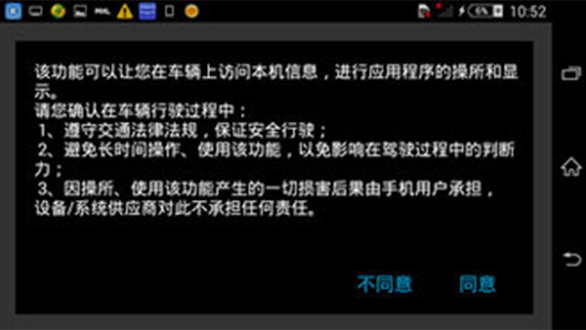 MHL 6% 10:52
该功能可以让您在车辆上访问本机信息，进行应用程序的操所和显
示。
请您确认在车辆行驶过程中：
1、遵守交通法律法规，保证安全行驶；
2、避免长时间操作、使用该功能，以免影响在驾驶过程中的判断
力；
3、因操所、使用该功能产生的一切损害后果由手机用户承担，
设备/系统供应商对此不承担任何责任。
不同意 同意